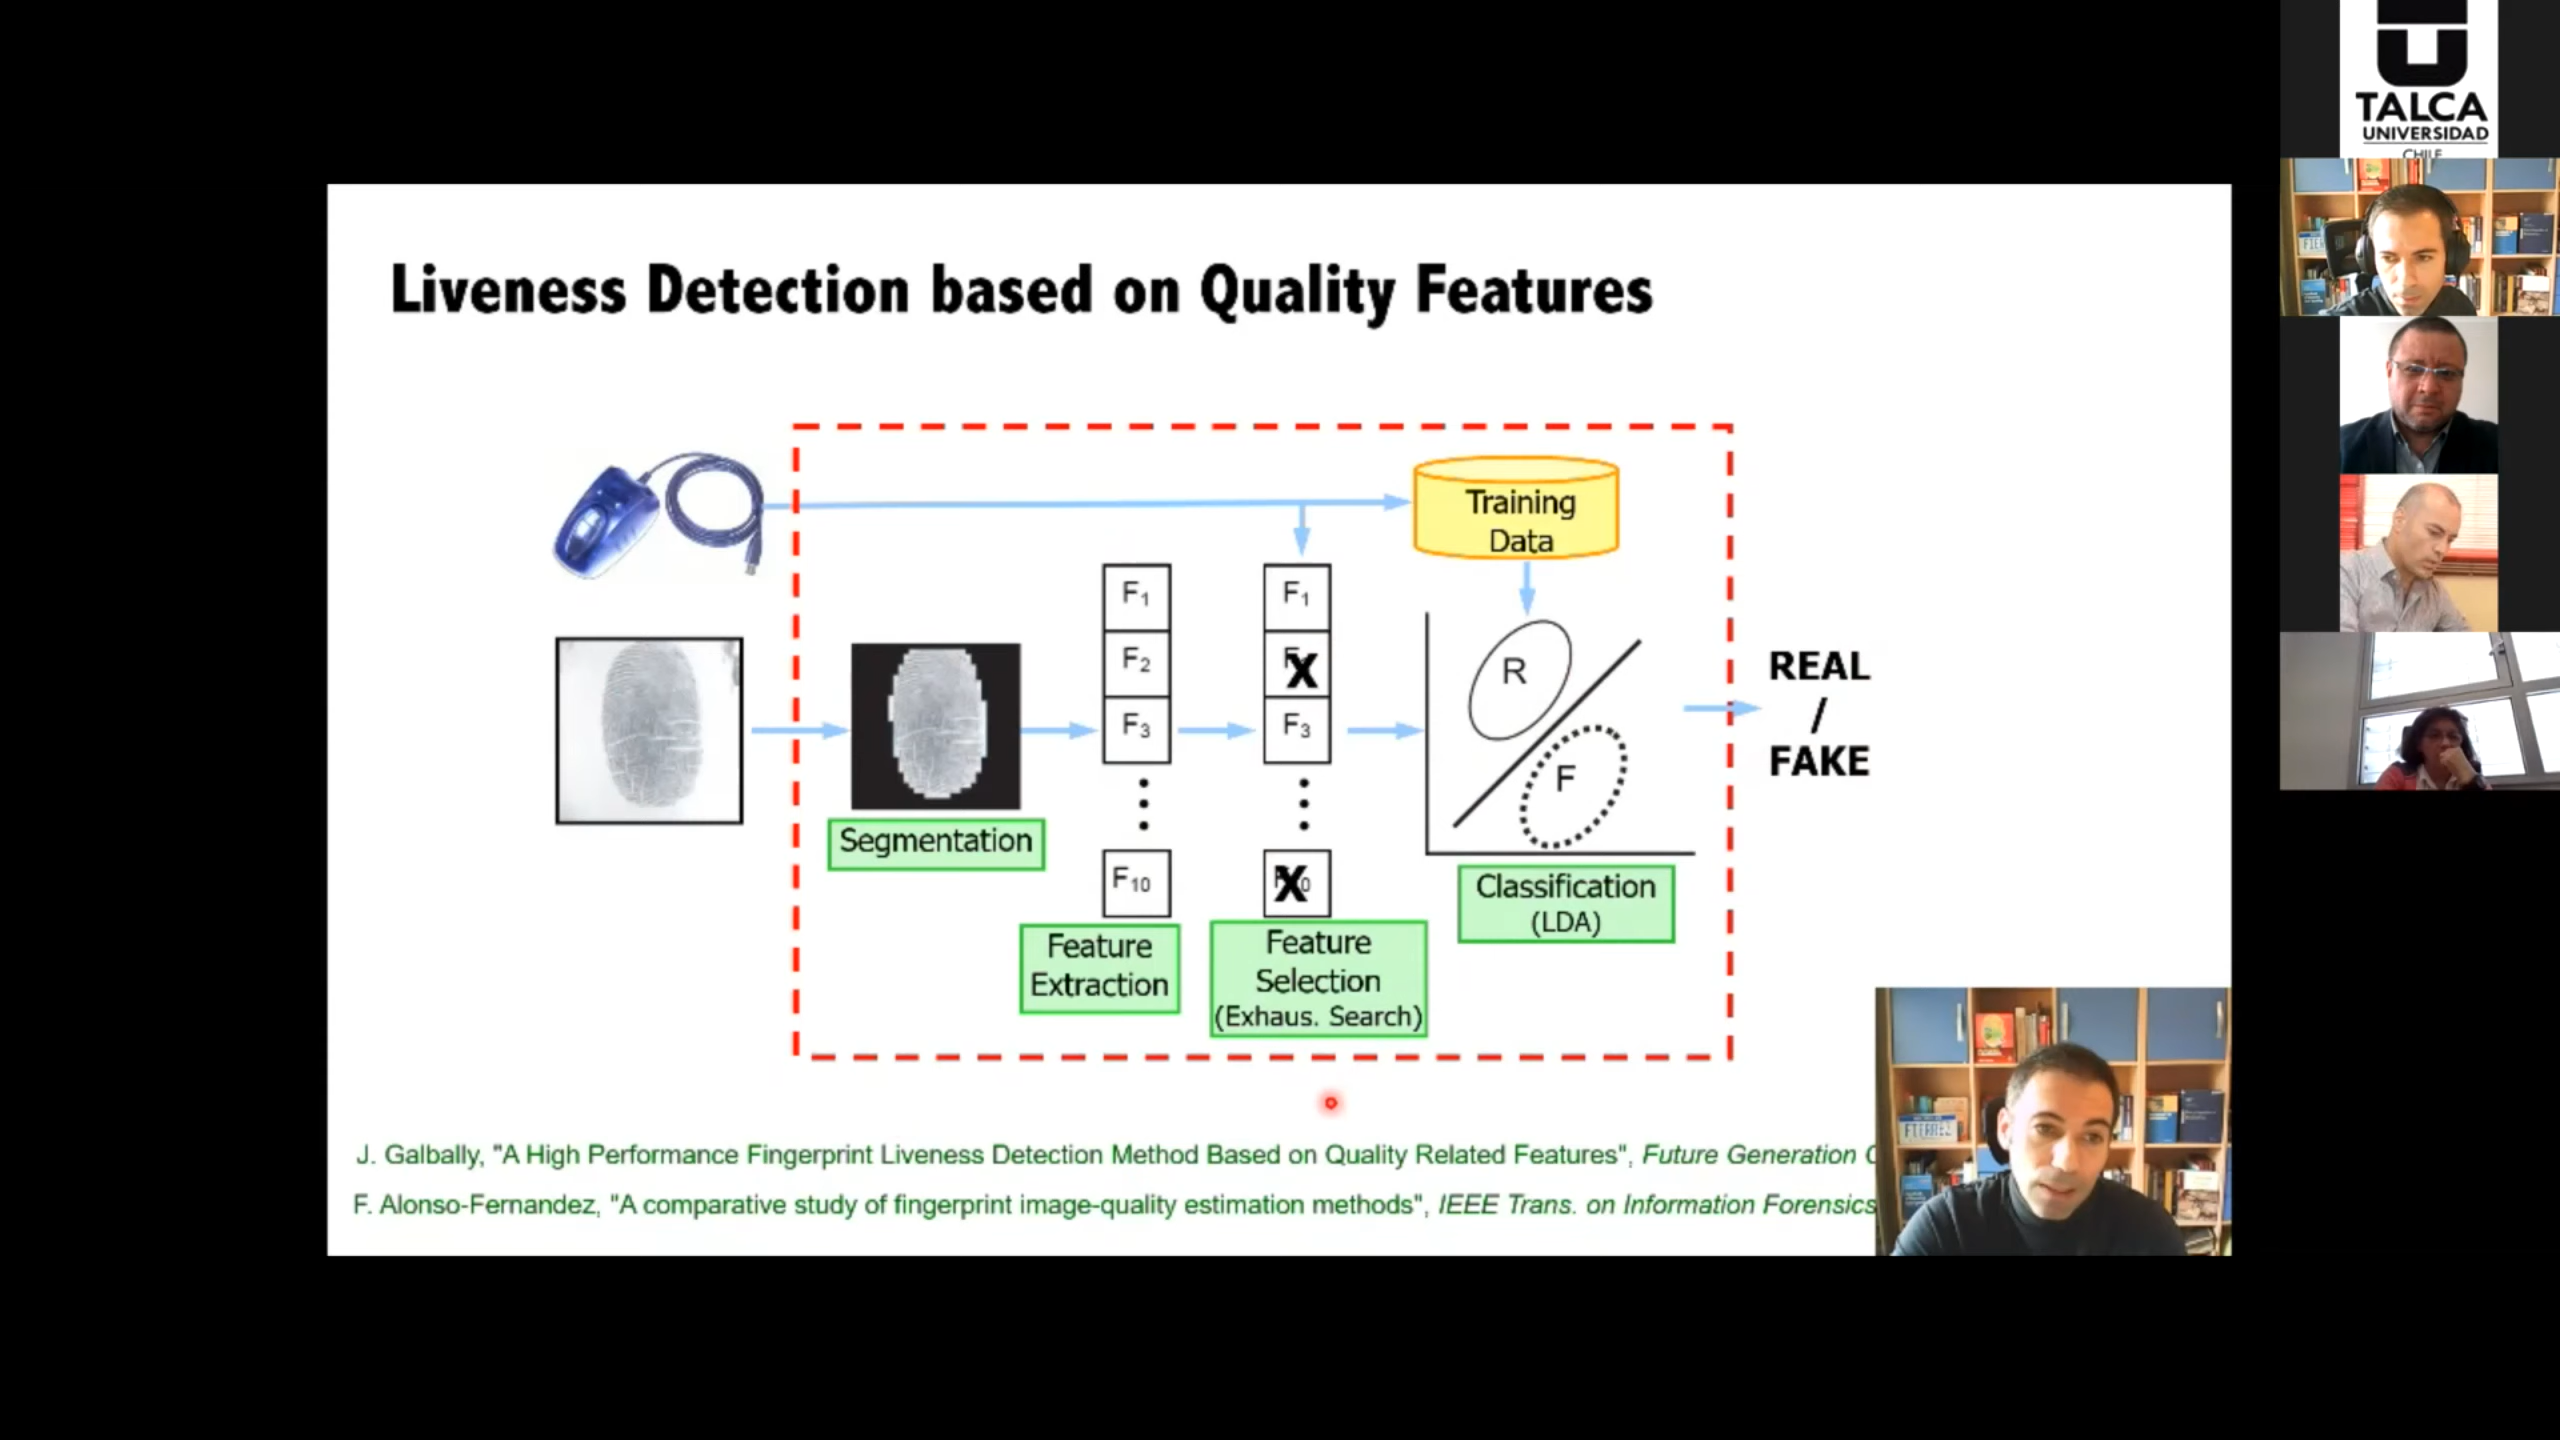 TALCA
UNIVERSIDAD
CHILE
Liveness Detection based on Quality Features
Training
Data
F1
F2
F3
F10
F1
X
F3
X
R
F
REAL
/
FAKE
Segmentation
Feature
Extraction
Feature
Selection
(Exhaus. Search)
Classification
(LDA)
J. Galbally, "A High Performance Fingerprint Liveness Detection Method Based on Quality Related Features", Future Generation
F. Alonso-Fernandez, "A comparative study of fingerprint image-quality estimation methods", IEEE Trans. on Information Forensics